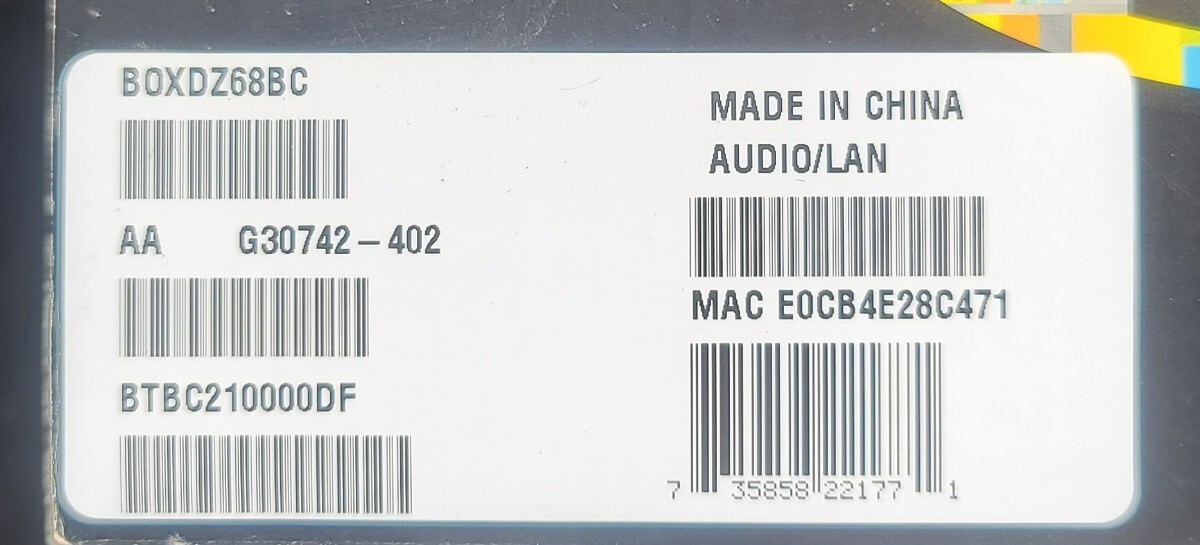 BOXDZ68BC
AA G30742-402
BTBC210000DF
MADE IN CHINA
AUDIO/LAN
MAC E0CB4E28C471
7 35858 22177 1